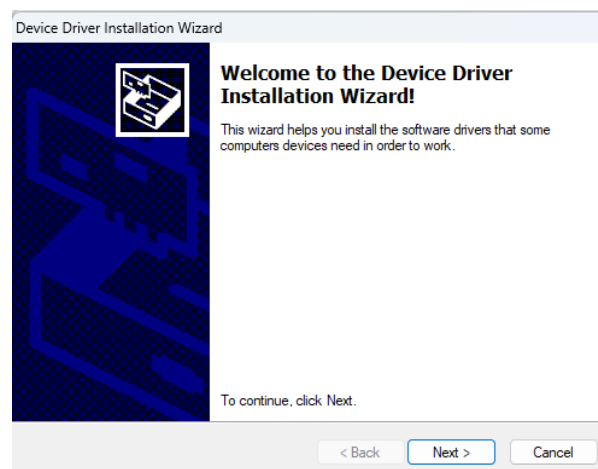 Device Driver Installation Wizard
Welcome to the Device Driver
Installation Wizard!
This wizard helps you install the software drivers that some
computers devices need in order to work.
To continue, click Next.
< Back
Next >
Cancel